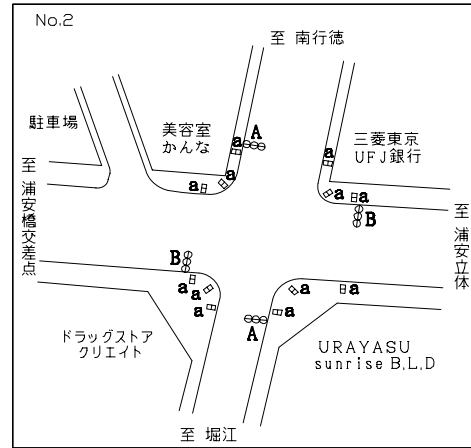 No.2
至 南行徳
駐車場
美容室
かんな
A
a
a
a
a
三菱東京
UFJ銀行
a
a
至 浦安橋交差点
B
至 浦安立体
B
a
a
a
a
a
a
A
ドラッグストア
クリエイト
URAYASU
sunrise B,L,D
至 堀江